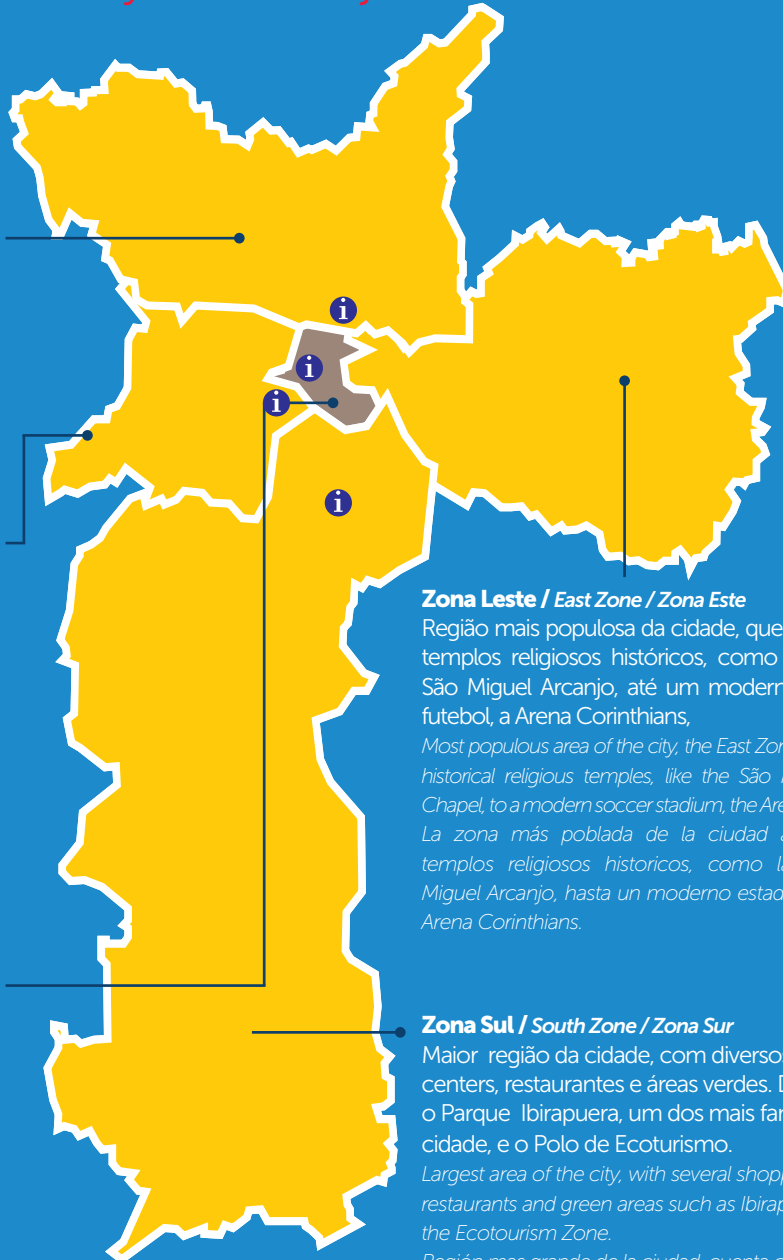 i
i
i
i
Zona Leste / East Zone / Zona Este
Região mais populosa da cidade, que
templos religiosos históricos, como
São Miguel Arcanjo, até um modern
futebol, a Arena Corinthians,
Most populous area of the city, the East Zon
historical religious temples, like the São
Chapel, to a modern soccer stadium, the Are
La zona más poblada de la ciudad
templos religiosos historicos, como l
Miguel Arcanjo, hasta un moderno estad
Arena Corinthians.
Zona Sul / South Zone / Zona Sur
Maior região da cidade, com diverso
centers, restaurantes e áreas verdes.
o Parque Ibirapuera, um dos mais fa
cidade, e o Polo de Ecoturismo.
Largest area of the city, with several shopp
restaurants and green areas such as Ibirap
the Ecotourism Zone.